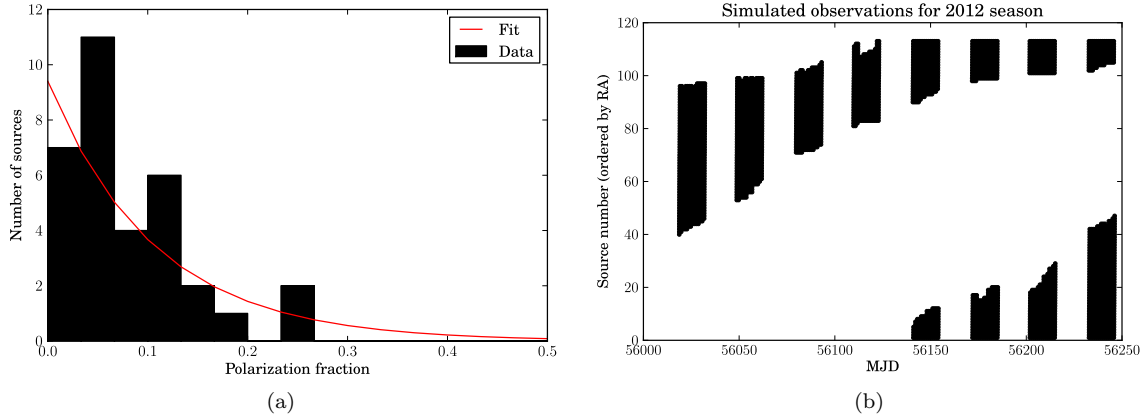 Fit
Data
12
10
8
6
4
2
0
Number of sources
0.0 0.1 0.2 0.3 0.4 0.5
Polarization fraction
(a)
Simulated observations for 2012 season
120
100
80
60
40
20
0
Source number (ordered by RA)
56000 56050 56100 56150 56200 56250
MJD
(b)